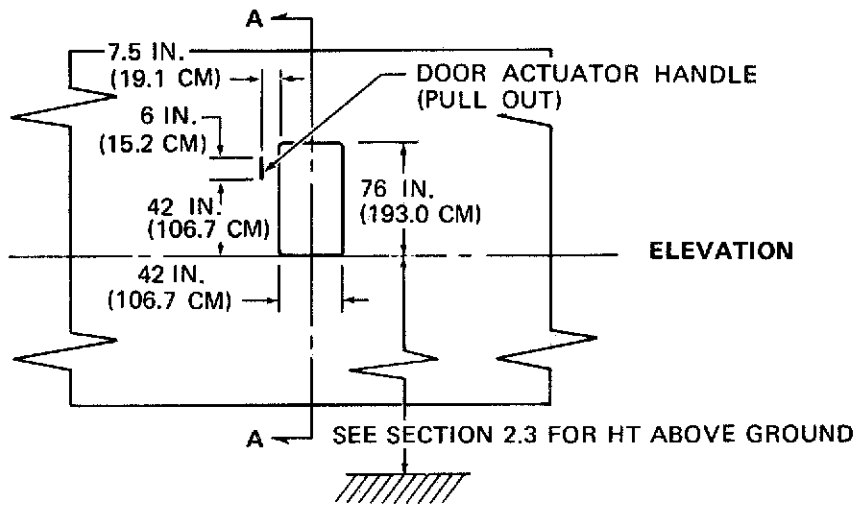 A
7.5 IN.
(19.1 CM)
DOOR ACTUATOR HANDLE
(PULL OUT)
6 IN.
(15.2 CM)
42 IN.
(106.7 CM)
76 IN.
(193.0 CM)
ELEVATION
42 IN.
(106.7 CM)
A
SEE SECTION 2.3 FOR HT ABOVE GROUND